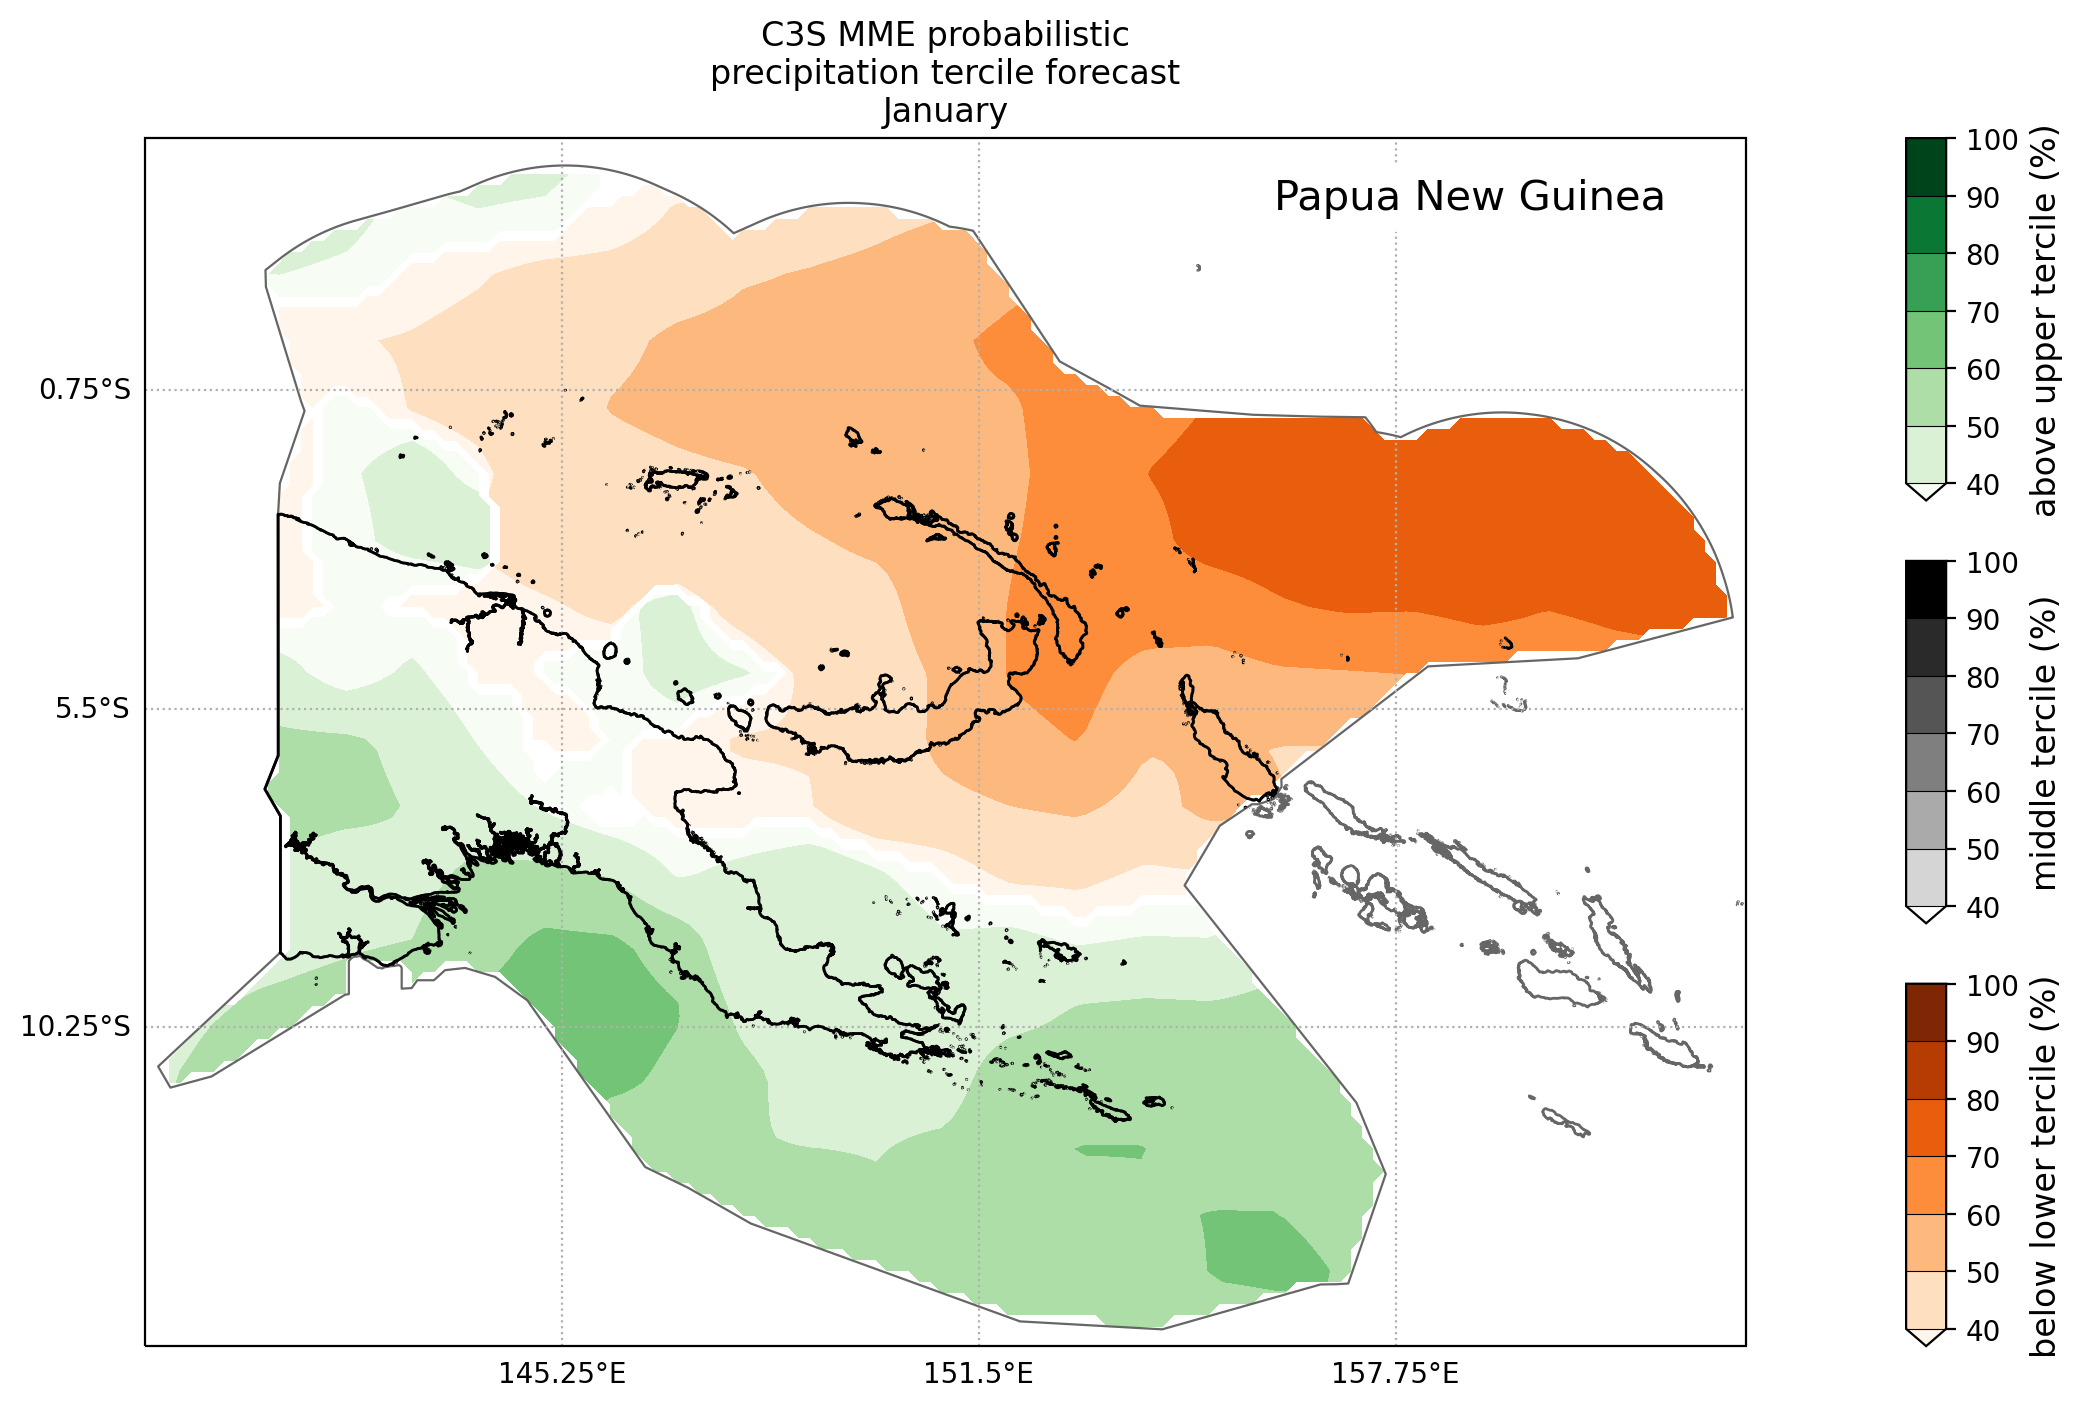 C3S MME probabilistic
precipitation tercile forecast
January
Papua New Guinea
0.75°S
5.5°S
10.25°S
145.25°E
151.5°E
157.75°E
100
90
80
70
60
50
40
above upper tercile (%)
100
90
80
70
60
50
40
middle tercile (%)
100
90
80
70
60
50
40
below lower tercile (%)